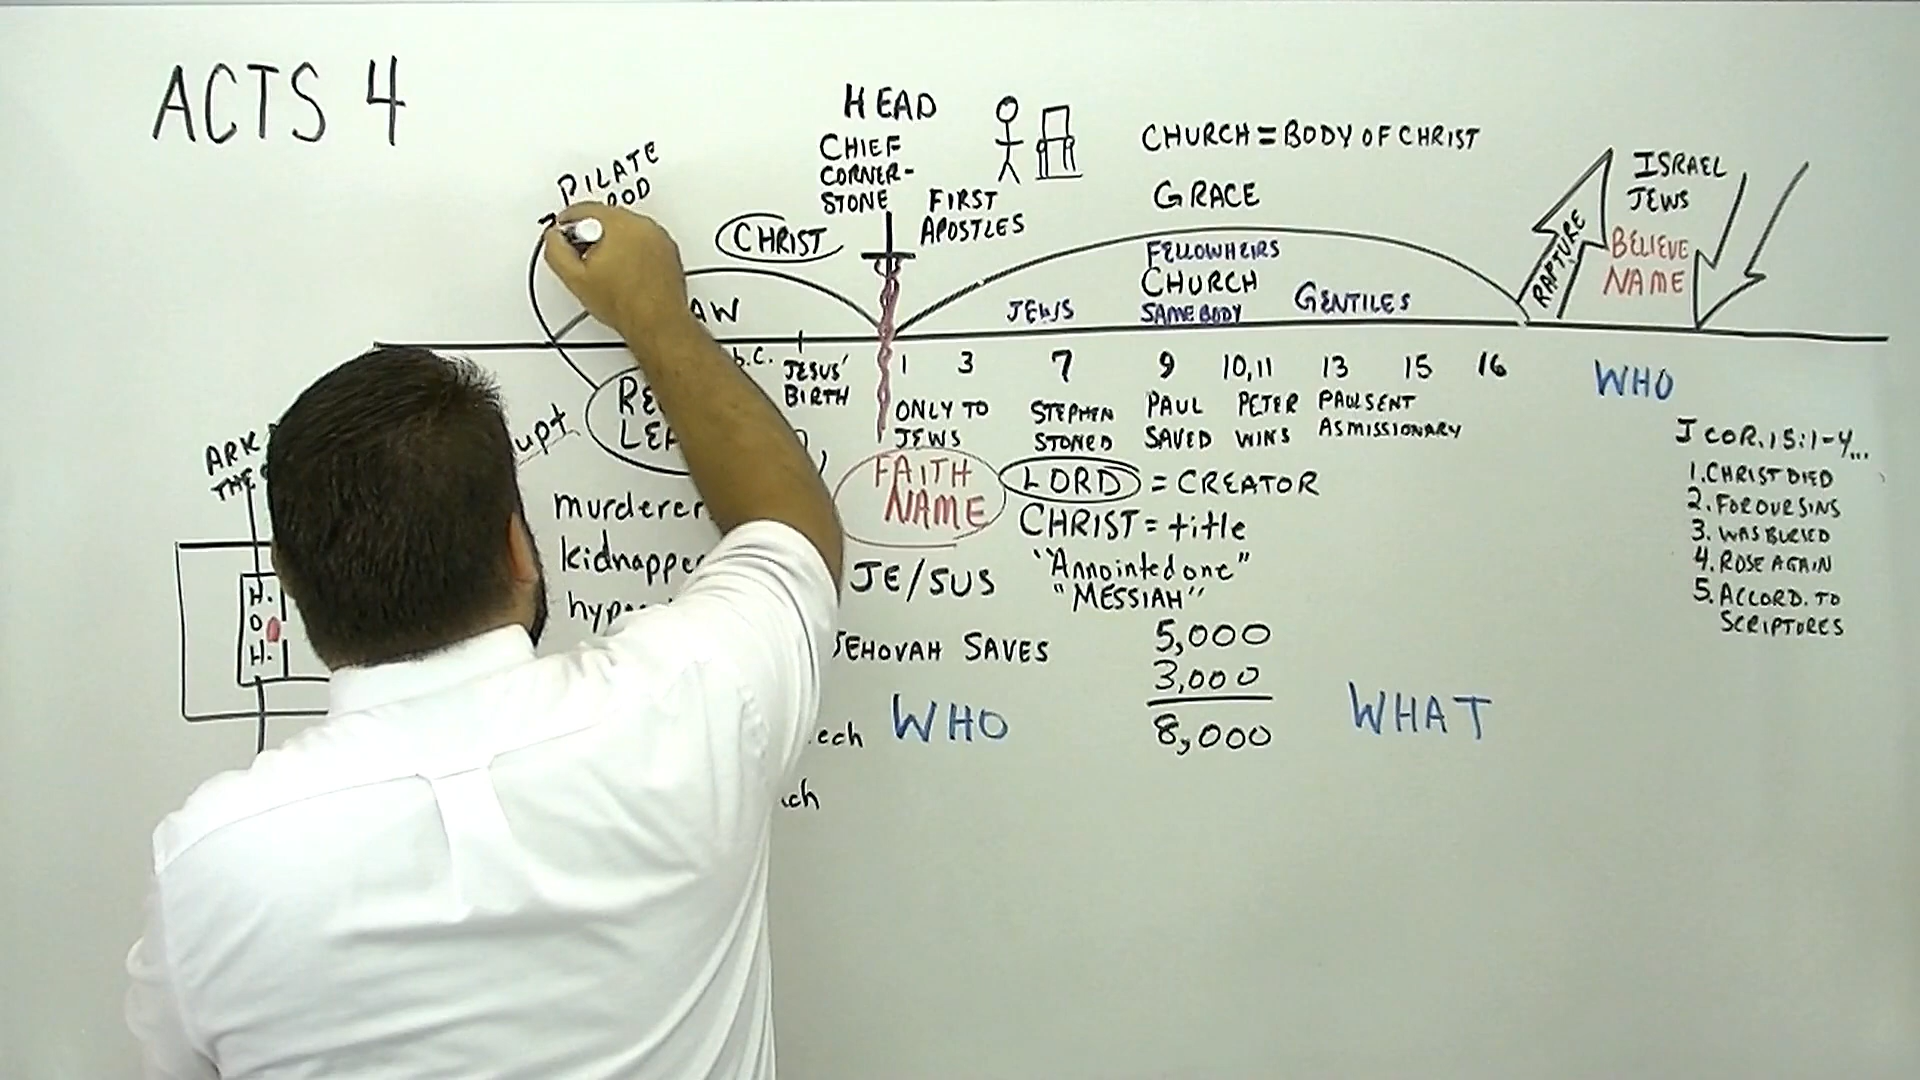 ACTS 4
PILATE
HEAD
CHIEF
CORNER-
STONE
FIRST
APOSTLES
CHRIST
CHURCH = BODY OF CHRIST
GRACE
FELLOWHEIRS
CHURCH
SAME BODY
JEWS
GENTILES
RAPTURE
ISRAEL
JEWS
BELIEVE
NAME
B.C.
JESUS'
BIRTH
1 3 7 9 10,11 13 15 16
ONLY TO
JEWS
STEPHEN
STONED
PAUL
SAVED
PETER
WINS
PAUL SENT
AS MISSIONARY
WHO
ARK
FAITH
NAME
LORD = CREATOR
CHRIST = title
"Annointed one"
"MESSIAH"
JE/SUS
JEHOVAH SAVES
WHO
5,000
3,000
8,000
WHAT
I COR. 15:1-4...
1. CHRIST DIED
2. FOR OUR SINS
3. WAS BURIED
4. ROSE AGAIN
5. ACCORD. TO
SCRIPTURES
H.
O
H.